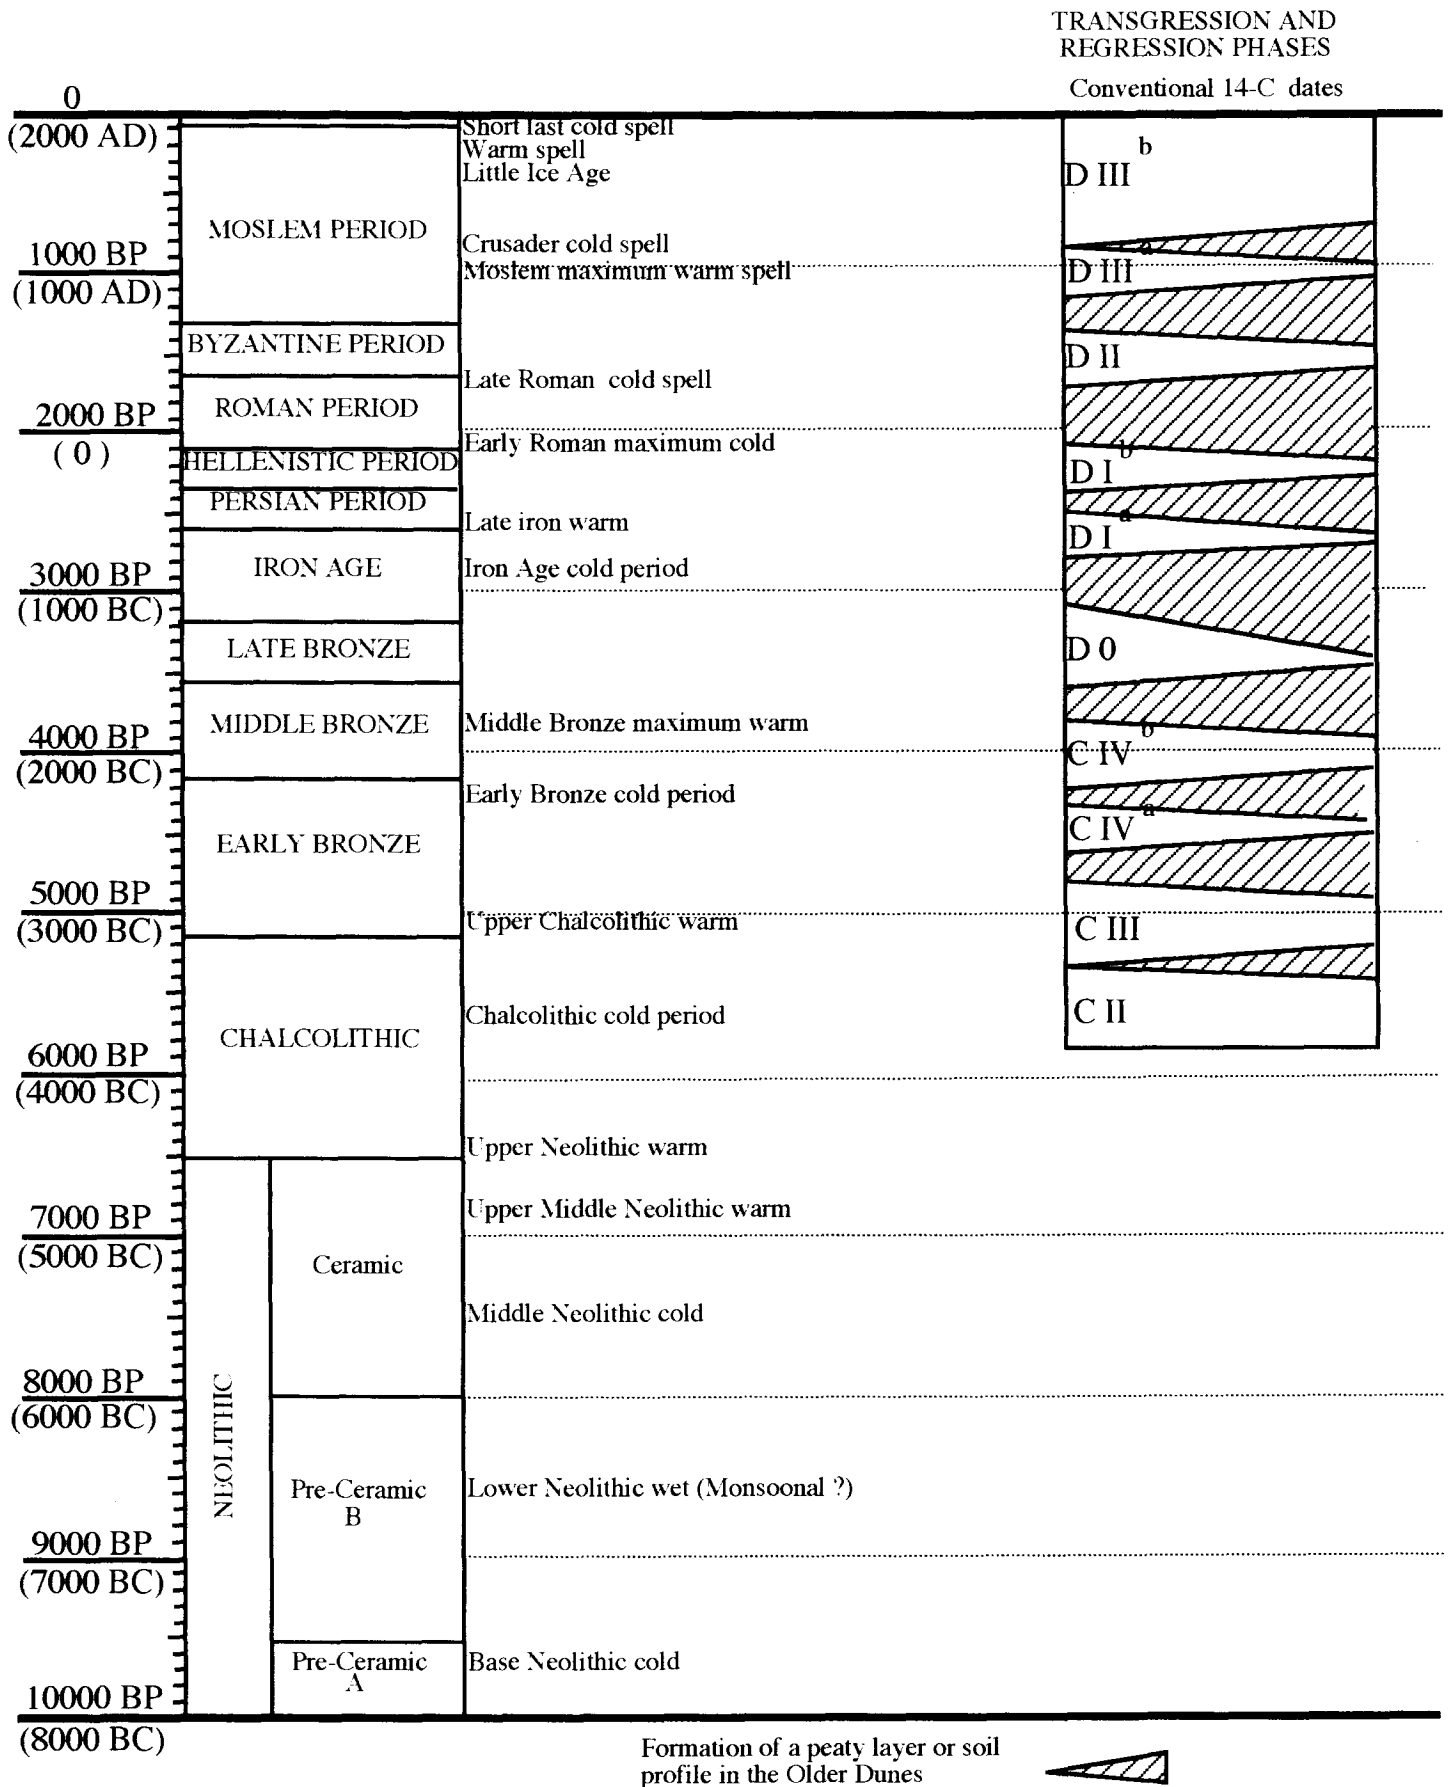 TRANSGRESSION AND
REGRESSION PHASES
Conventional 14-C dates
0
(2000 AD)
1000 BP
(1000 AD)
2000 BP
( 0 )
3000 BP
(1000 BC)
4000 BP
(2000 BC)
5000 BP
(3000 BC)
6000 BP
(4000 BC)
7000 BP
(5000 BC)
8000 BP
(6000 BC)
9000 BP
(7000 BC)
10000 BP
(8000 BC)
MOSLEM PERIOD
BYZANTINE PERIOD
ROMAN PERIOD
HELLENISTIC PERIOD
PERSIAN PERIOD
IRON AGE
LATE BRONZE
MIDDLE BRONZE
EARLY BRONZE
CHALCOLITHIC
NEOLITHIC
Ceramic
Pre-Ceramic
B
Pre-Ceramic
A
Short last cold spell
Warm spell
Little Ice Age
Crusader cold spell
Moslem maximum warm spell
Late Roman cold spell
Early Roman maximum cold
Late iron warm
Iron Age cold period
Middle Bronze maximum warm
Early Bronze cold period
Upper Chalcolithic warm
Chalcolithic cold period
Upper Neolithic warm
Upper Middle Neolithic warm
Middle Neolithic cold
Lower Neolithic wet (Monsoonal ?)
Base Neolithic cold
D III b
D III a
D II
D I b
D I a
D 0
C IV b
C IV a
C III
C II
Formation of a peaty layer or soil
profile in the Older Dunes